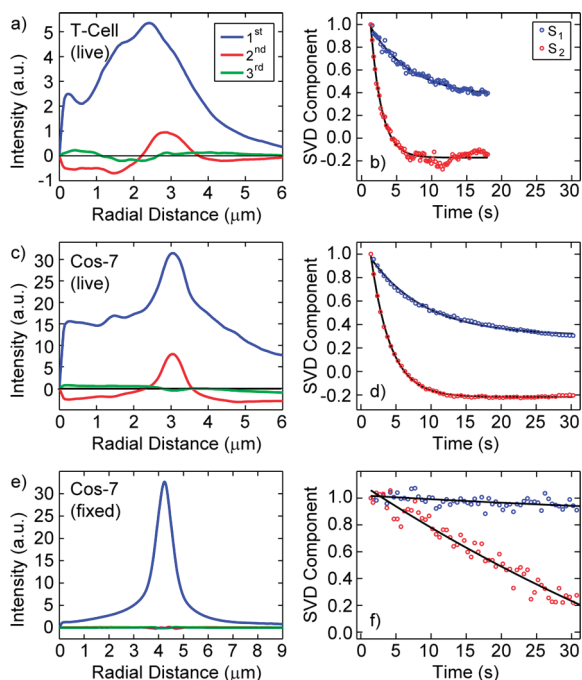 a)
T-Cell
(live)
1st
2nd
3rd
Intensity (a.u.)
5
4
3
2
1
0
-1
0 1 2 3 4 5 6
Radial Distance (μm)
b)
S1
S2
SVD Component
1.0
0.8
0.6
0.4
0.2
0.0
-0.2
0 5 10 15 20 25 30
Time (s)
c)
Cos-7
(live)
Intensity (a.u.)
30
25
20
15
10
5
0
0 1 2 3 4 5 6
Radial Distance (μm)
d)
SVD Component
1.0
0.8
0.6
0.4
0.2
0.0
-0.2
0 5 10 15 20 25 30
Time (s)
e)
Cos-7
(fixed)
Intensity (a.u.)
30
25
20
15
10
5
0
0 1 2 3 4 5 6 7 8 9
Radial Distance (μm)
f)
SVD Component
1.0
0.8
0.6
0.4
0.2
0.0
0 5 10 15 20 25 30
Time (s)